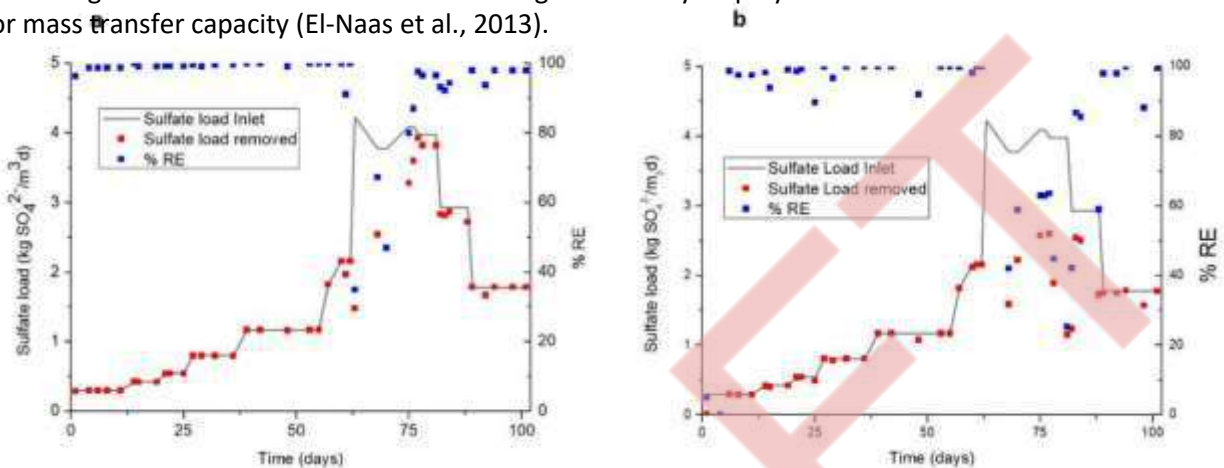 or mass transfer capacity (El-Naas et al., 2013).
a
b
5
4
3
2
1
0
Sulfate load (kg SO₄²⁻/m³d)
Sulfate load Inlet
Sulfate load removed
% RE
100
80
60
40
20
0
% RE
0
25
50
75
100
Time (days)
5
4
3
2
1
0
Sulfate load (kg SO₄²⁻/m₃d)
Sulfate Load Inlet
Sulfate Load removed
% RE
100
80
60
40
20
0
% RE
0
25
50
75
100
Time (days)